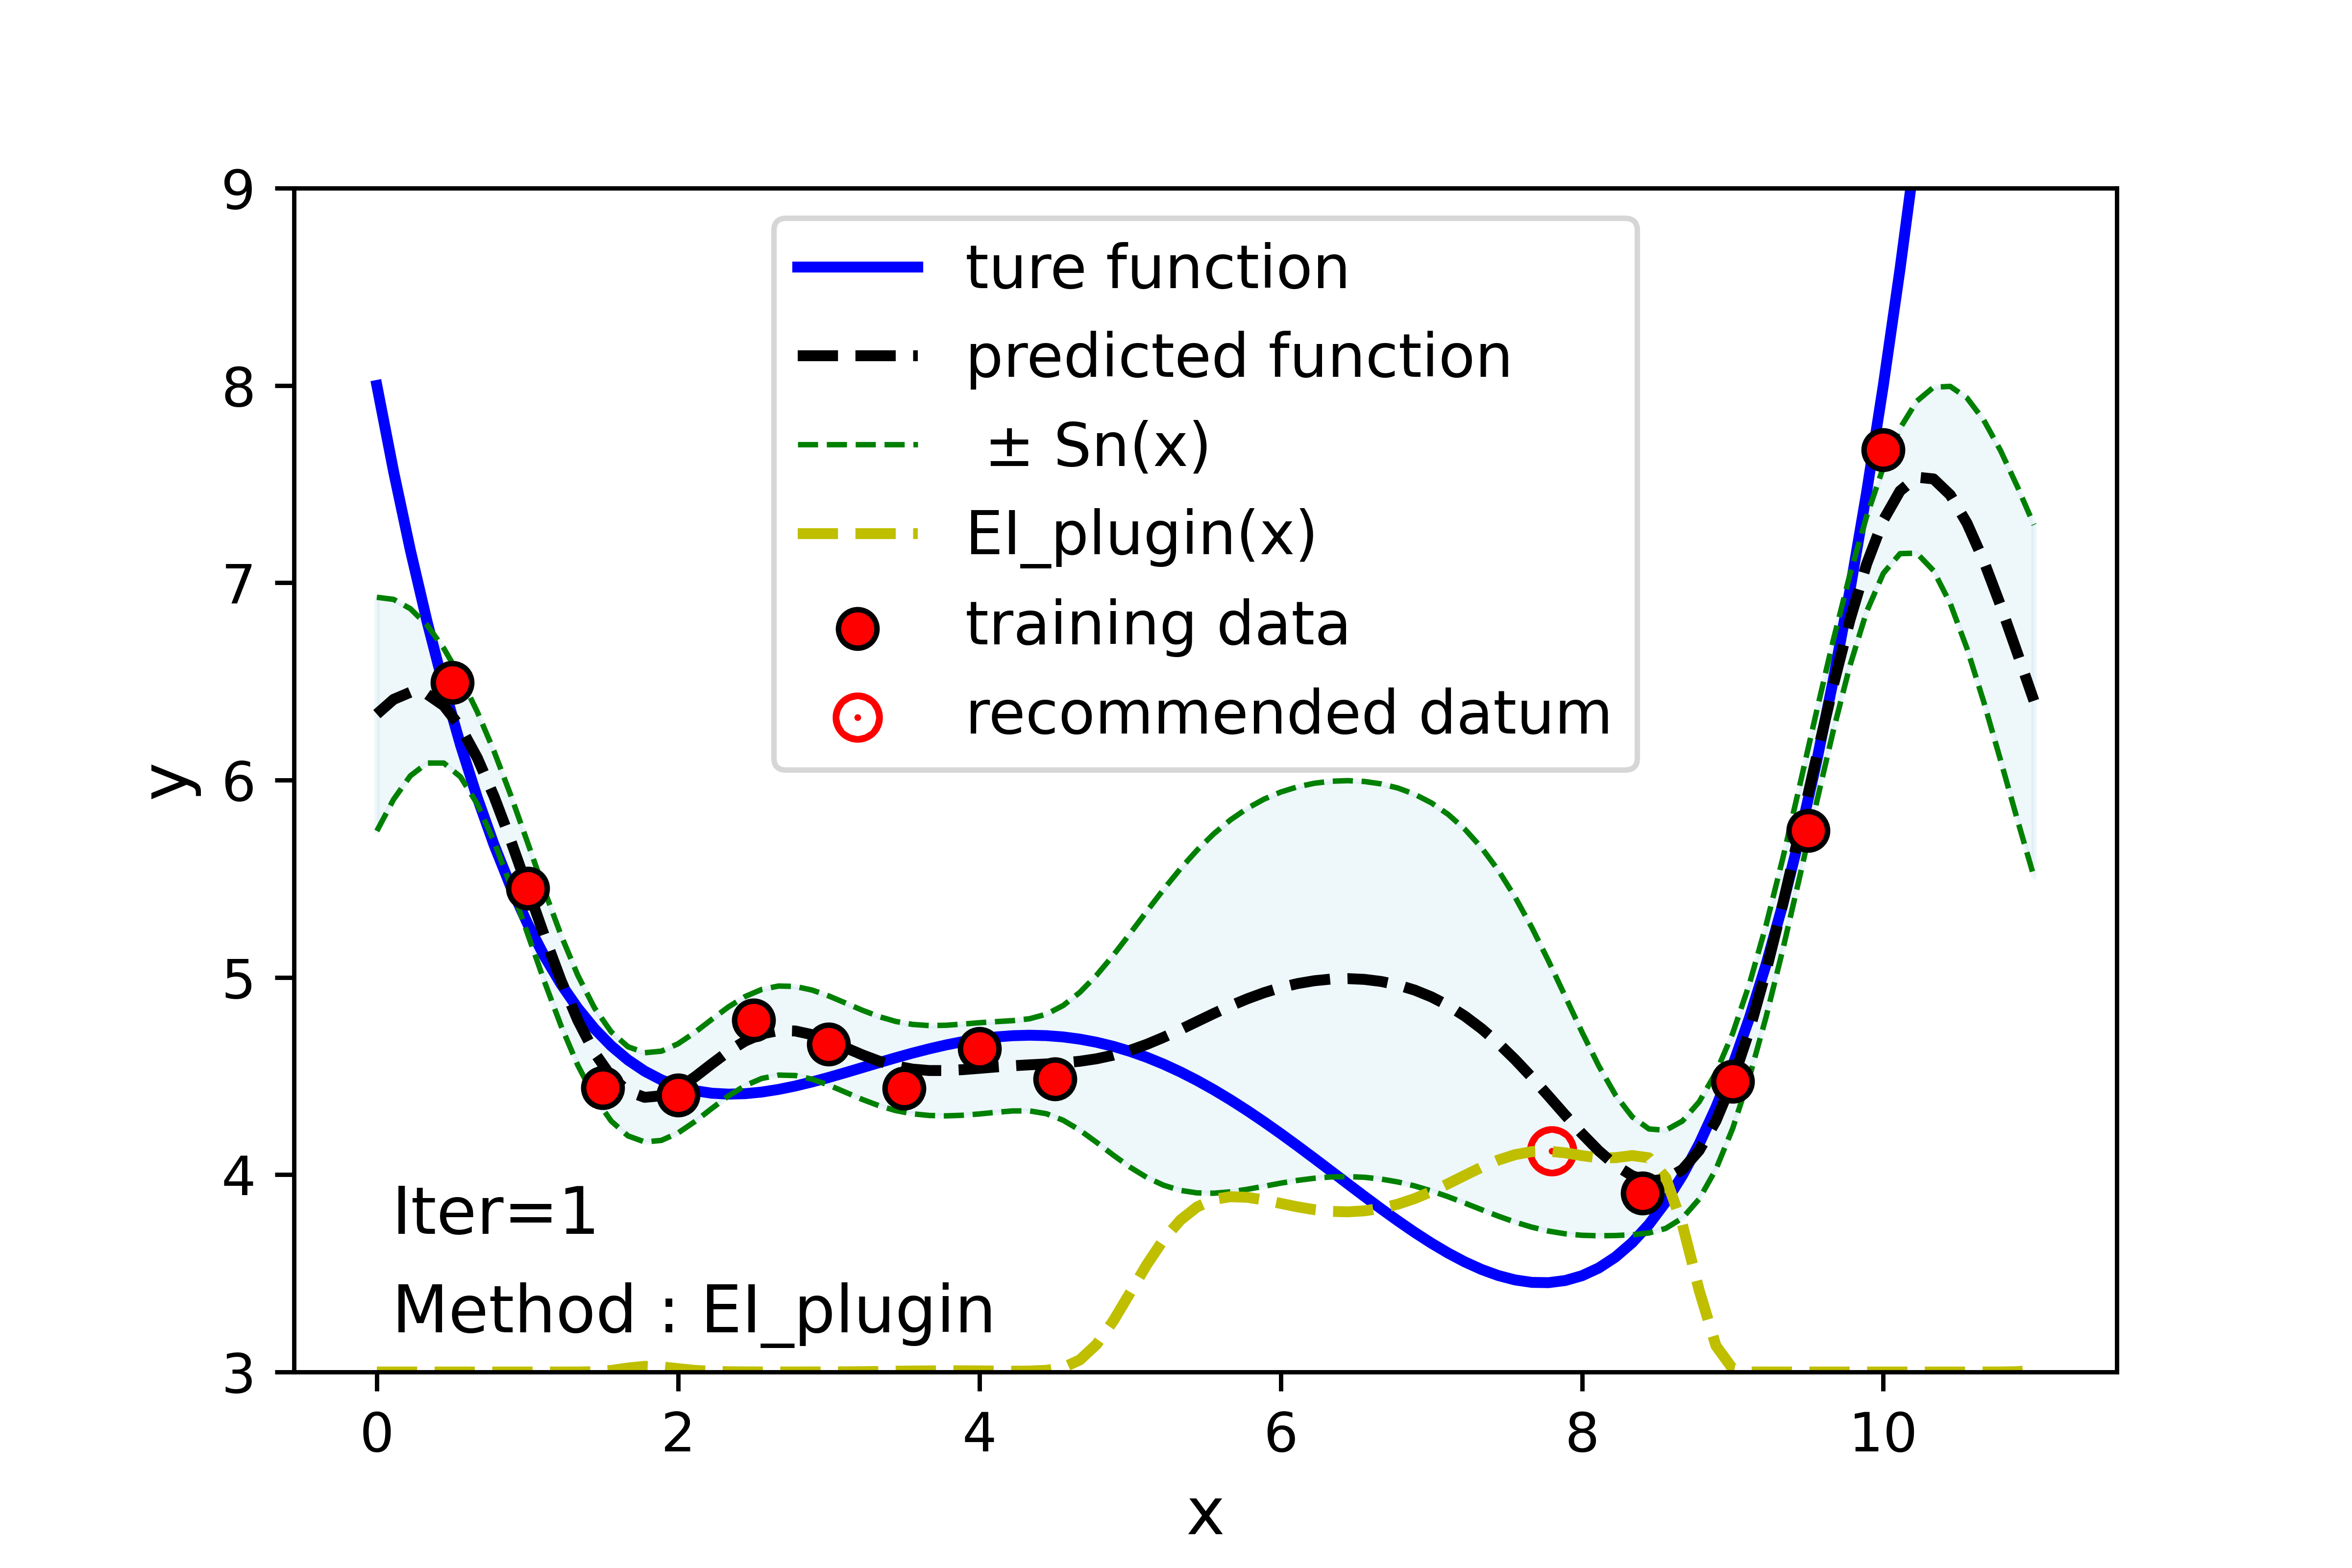 9
8
7
6
5
4
3
y
ture function
predicted function
± Sn(x)
EI_plugin(x)
training data
recommended datum
Iter=1
Method : EI_plugin
0 2 4 6 8 10
x